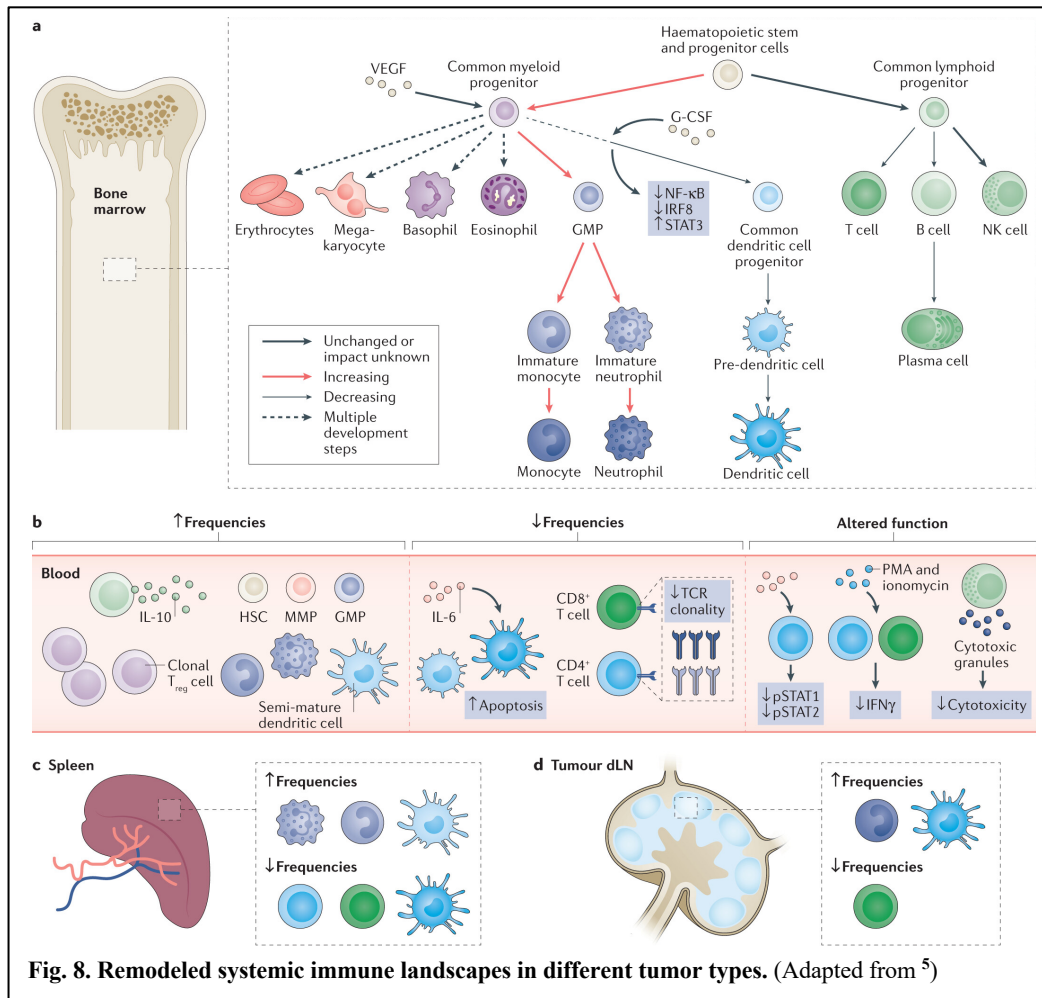 a
Haematopoietic stem
and progenitor cells
VEGF
Common myeloid
progenitor
Common lymphoid
progenitor
G-CSF
Bone
marrow
↓NF-κB
↓IRF8
↑STAT3
Erythrocytes
Mega-
karyocyte
Basophil
Eosinophil
GMP
Common
dendritic cell
progenitor
T cell
B cell
NK cell
Unchanged or
impact unknown
Increasing
Decreasing
Multiple
development
steps
Immature
monocyte
Immature
neutrophil
Pre-dendritic cell
Plasma cell
Monocyte
Neutrophil
Dendritic cell
b
↑Frequencies
↓Frequencies
Altered function
Blood
IL-10
HSC
MMP
GMP
Clonal
Treg cell
Semi-mature
dendritic cell
IL-6
↑Apoptosis
CD8+
T cell
CD4+
T cell
↓TCR
clonality
PMA and
ionomycin
Cytotoxic
granules
↓pSTAT1
↓pSTAT2
↓IFNγ
↓Cytotoxicity
c Spleen
↑Frequencies
↓Frequencies
d Tumour dLN
↑Frequencies
↓Frequencies
Fig. 8. Remodeled systemic immune landscapes in different tumor types. (Adapted from 5)